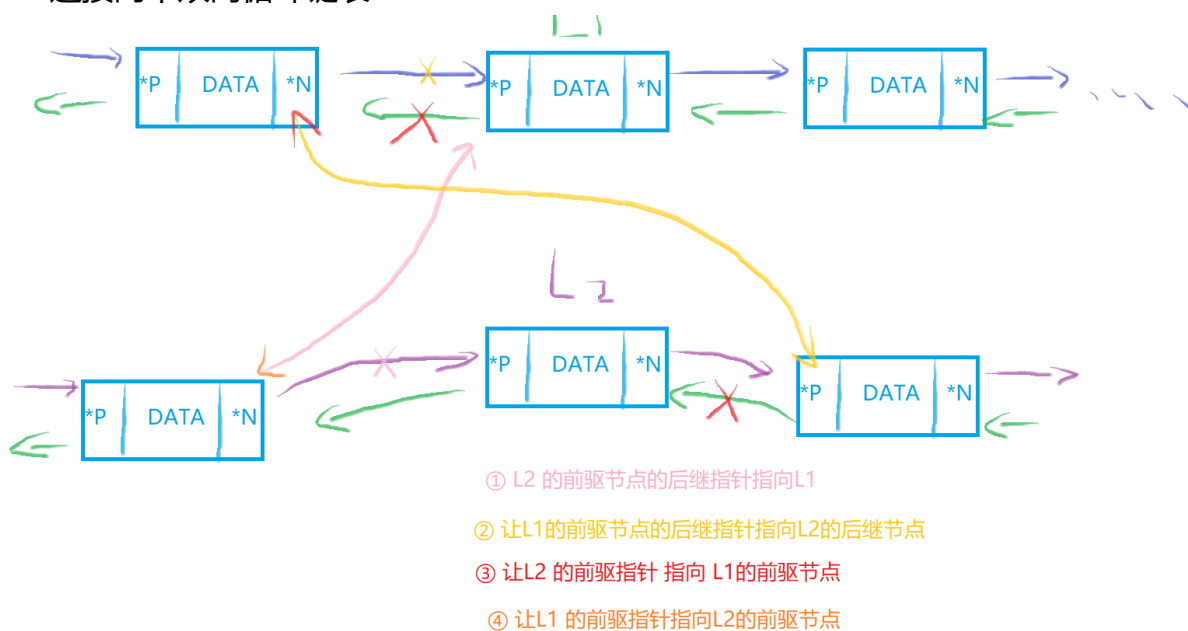 L1
*P DATA *N *P DATA *N *P DATA *N
L2
*P DATA *N
*P DATA *N
*P DATA *N
① L2 的前驱节点的后继指针指向L1
② 让L1的前驱节点的后继指针指向L2的后继节点
③ 让L2 的前驱指针 指向 L1的前驱节点
④ 让L1 的前驱指针指向L2的前驱节点